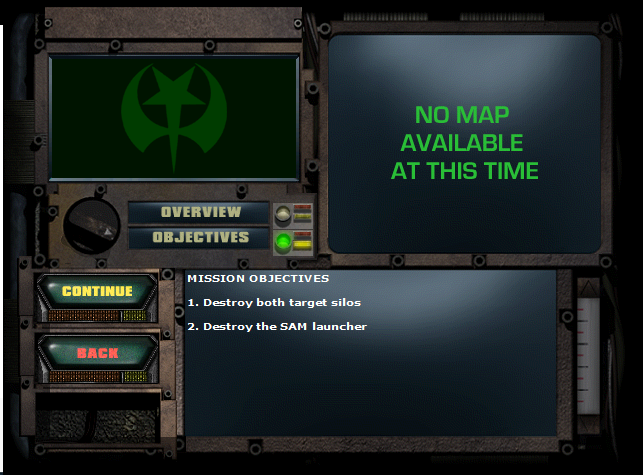 NO MAP
AVAILABLE
AT THIS TIME
OVERVIEW
OBJECTIVES
CONTINUE
BACK
MISSION OBJECTIVES
1. Destroy both target silos
2. Destroy the SAM launcher